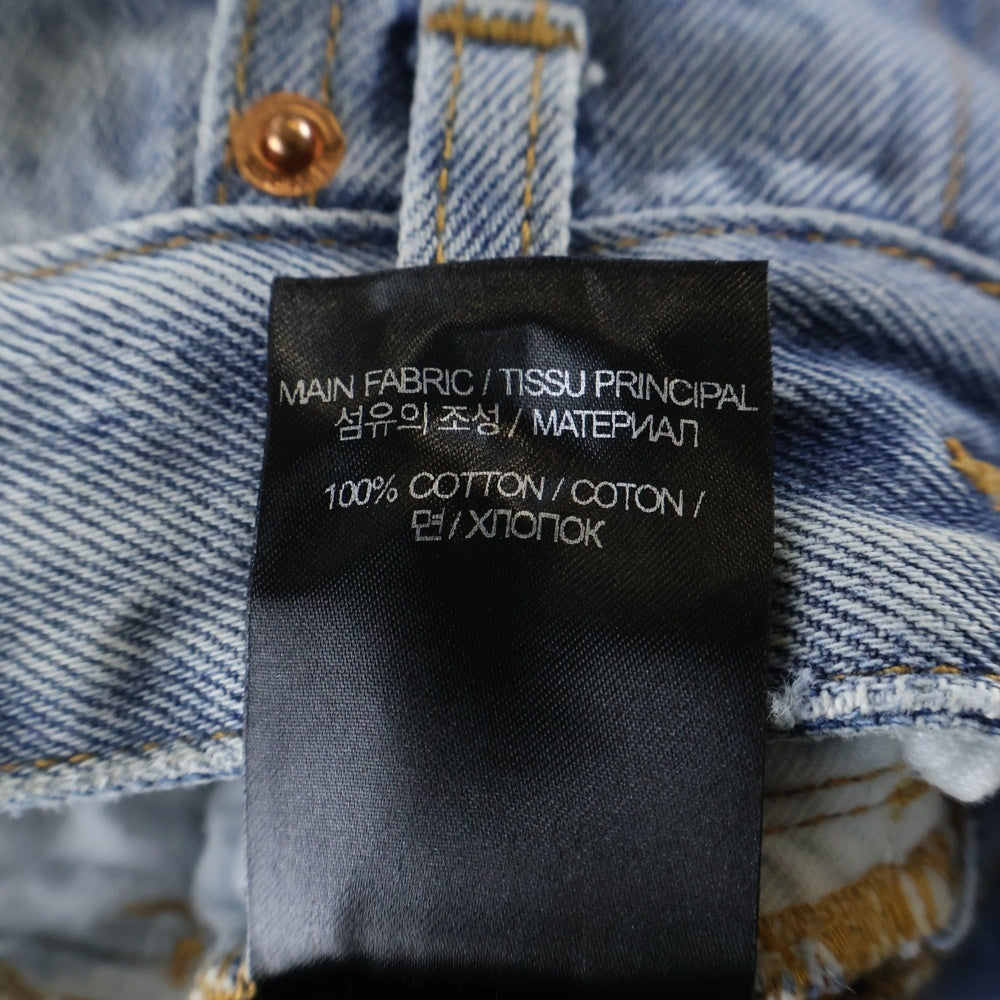 MAIN FABRIC / TISSU PRINCIPAL
섬유의 조성 / МАТЕРИАЛ
100% COTTON / COTON /
면 / ХЛОПОК